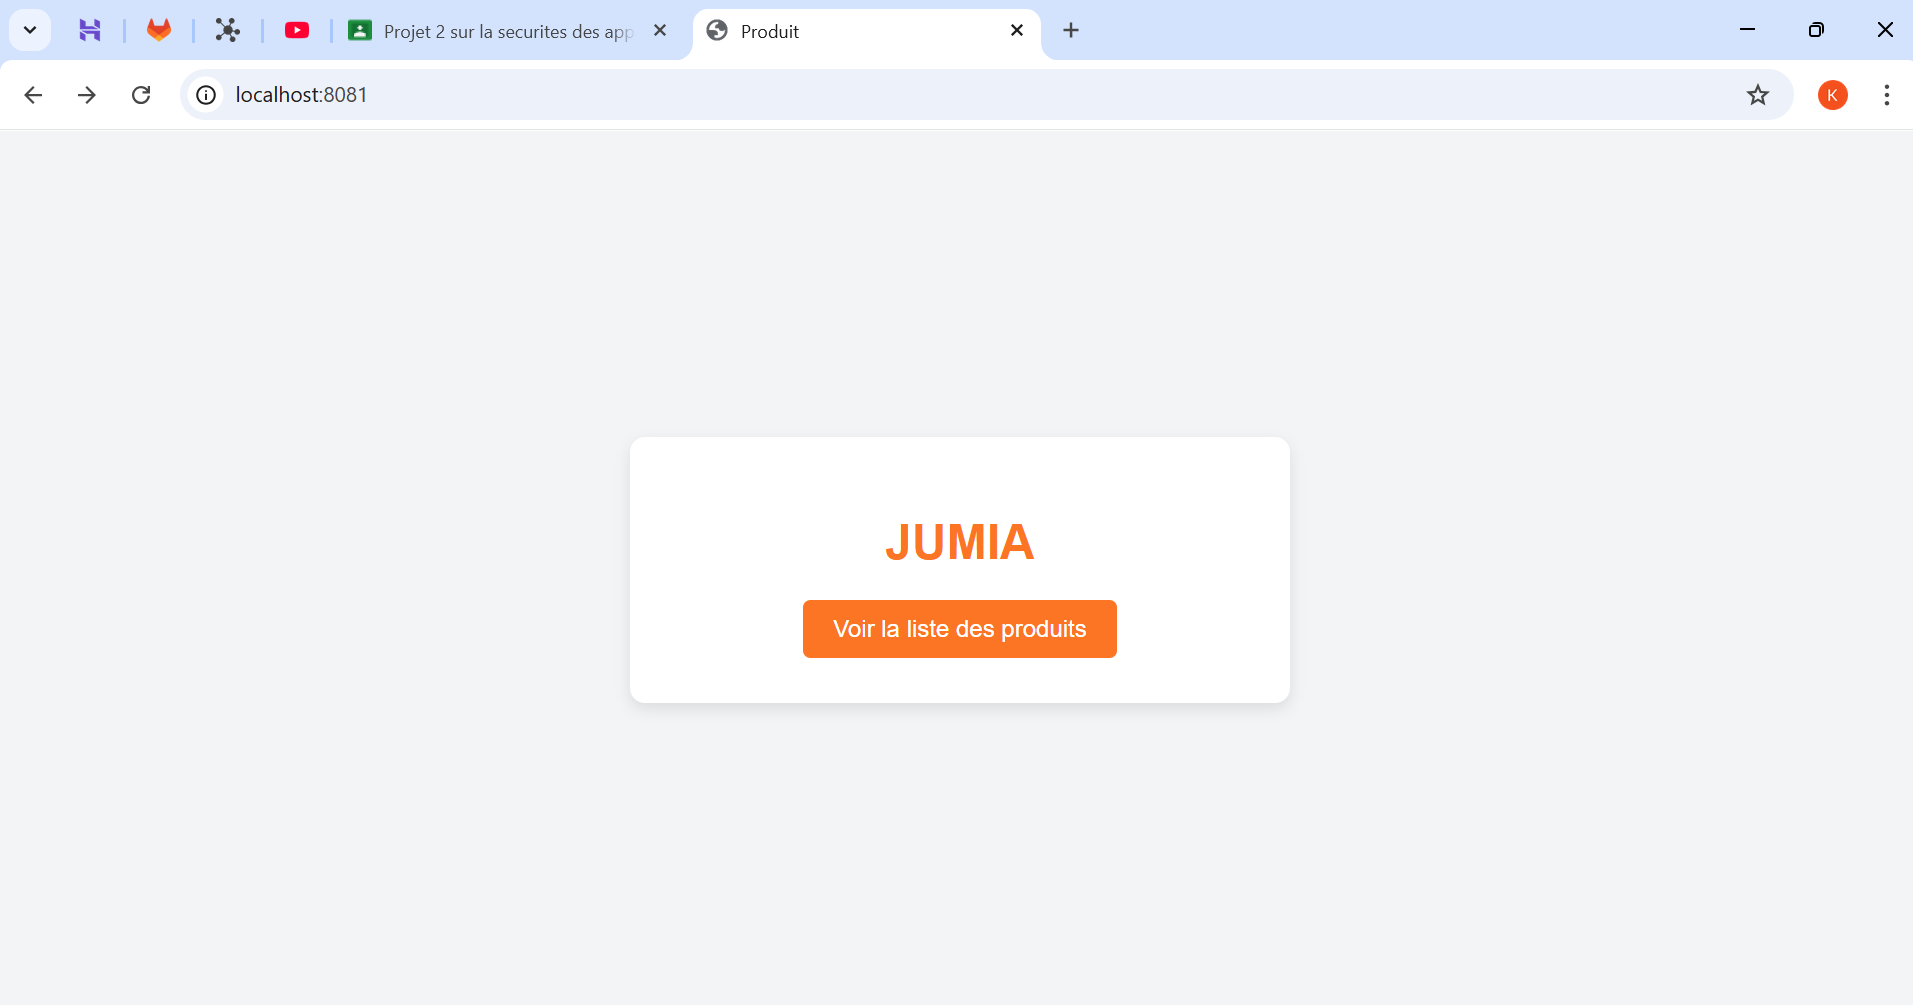 Projet 2 sur la securites des app
Produit
localhost:8081
K
JUMIA
Voir la liste des produits